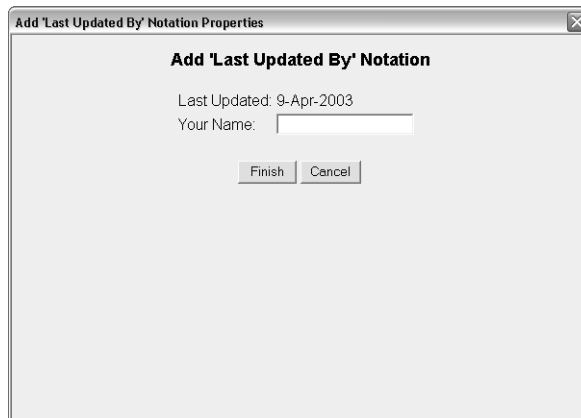 Add 'Last Updated By' Notation Properties
Add 'Last Updated By' Notation
Last Updated: 9-Apr-2003
Your Name:
Finish Cancel